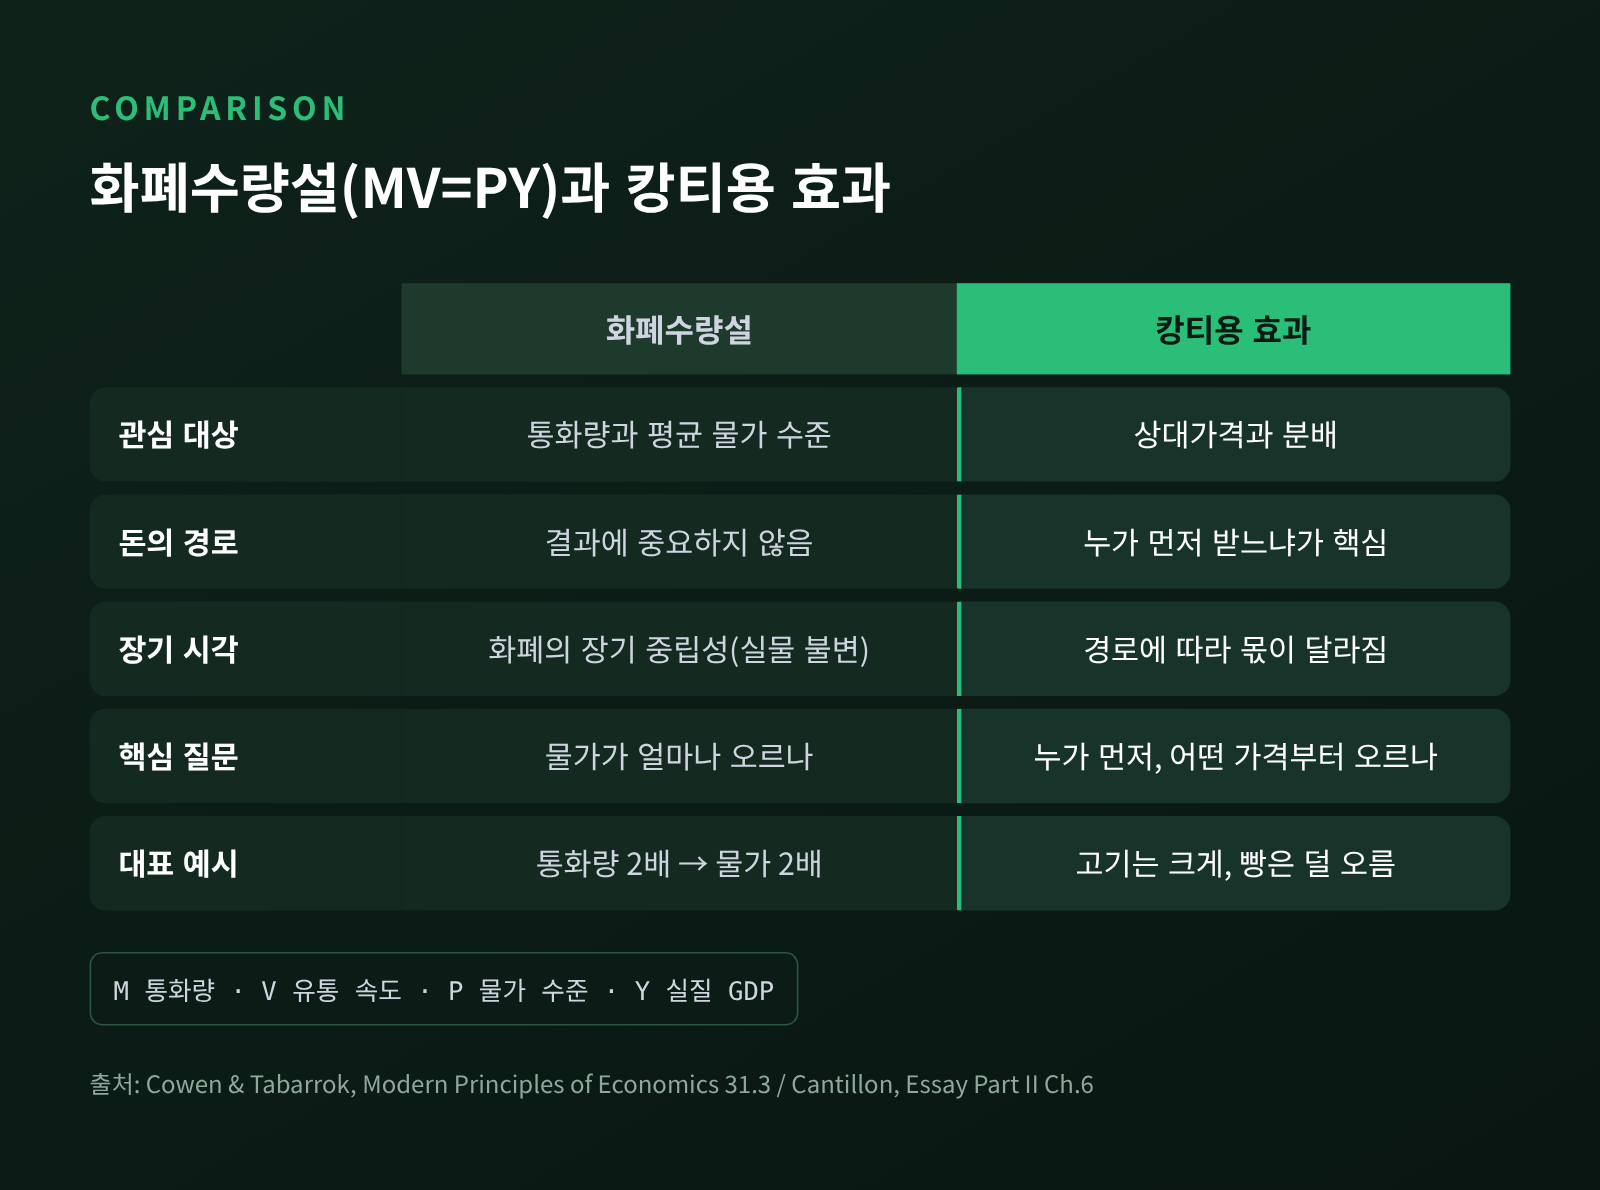 COMPARISON
화폐수량설(MV=PY)과 캉티용 효과
화폐수량설 캉티용 효과
관심 대상 통화량과 평균 물가 수준 상대가격과 분배
돈의 경로 결과에 중요하지 않음 누가 먼저 받느냐가 핵심
장기 시각 화폐의 장기 중립성(실물 불변) 경로에 따라 몫이 달라짐
핵심 질문 물가가 얼마나 오르나 누가 먼저, 어떤 가격부터 오르나
대표 예시 통화량 2배 → 물가 2배 고기는 크게, 빵은 덜 오름
M 통화량 · V 유통 속도 · P 물가 수준 · Y 실질 GDP
출처: Cowen & Tabarrok, Modern Principles of Economics 31.3 / Cantillon, Essay Part II Ch.6